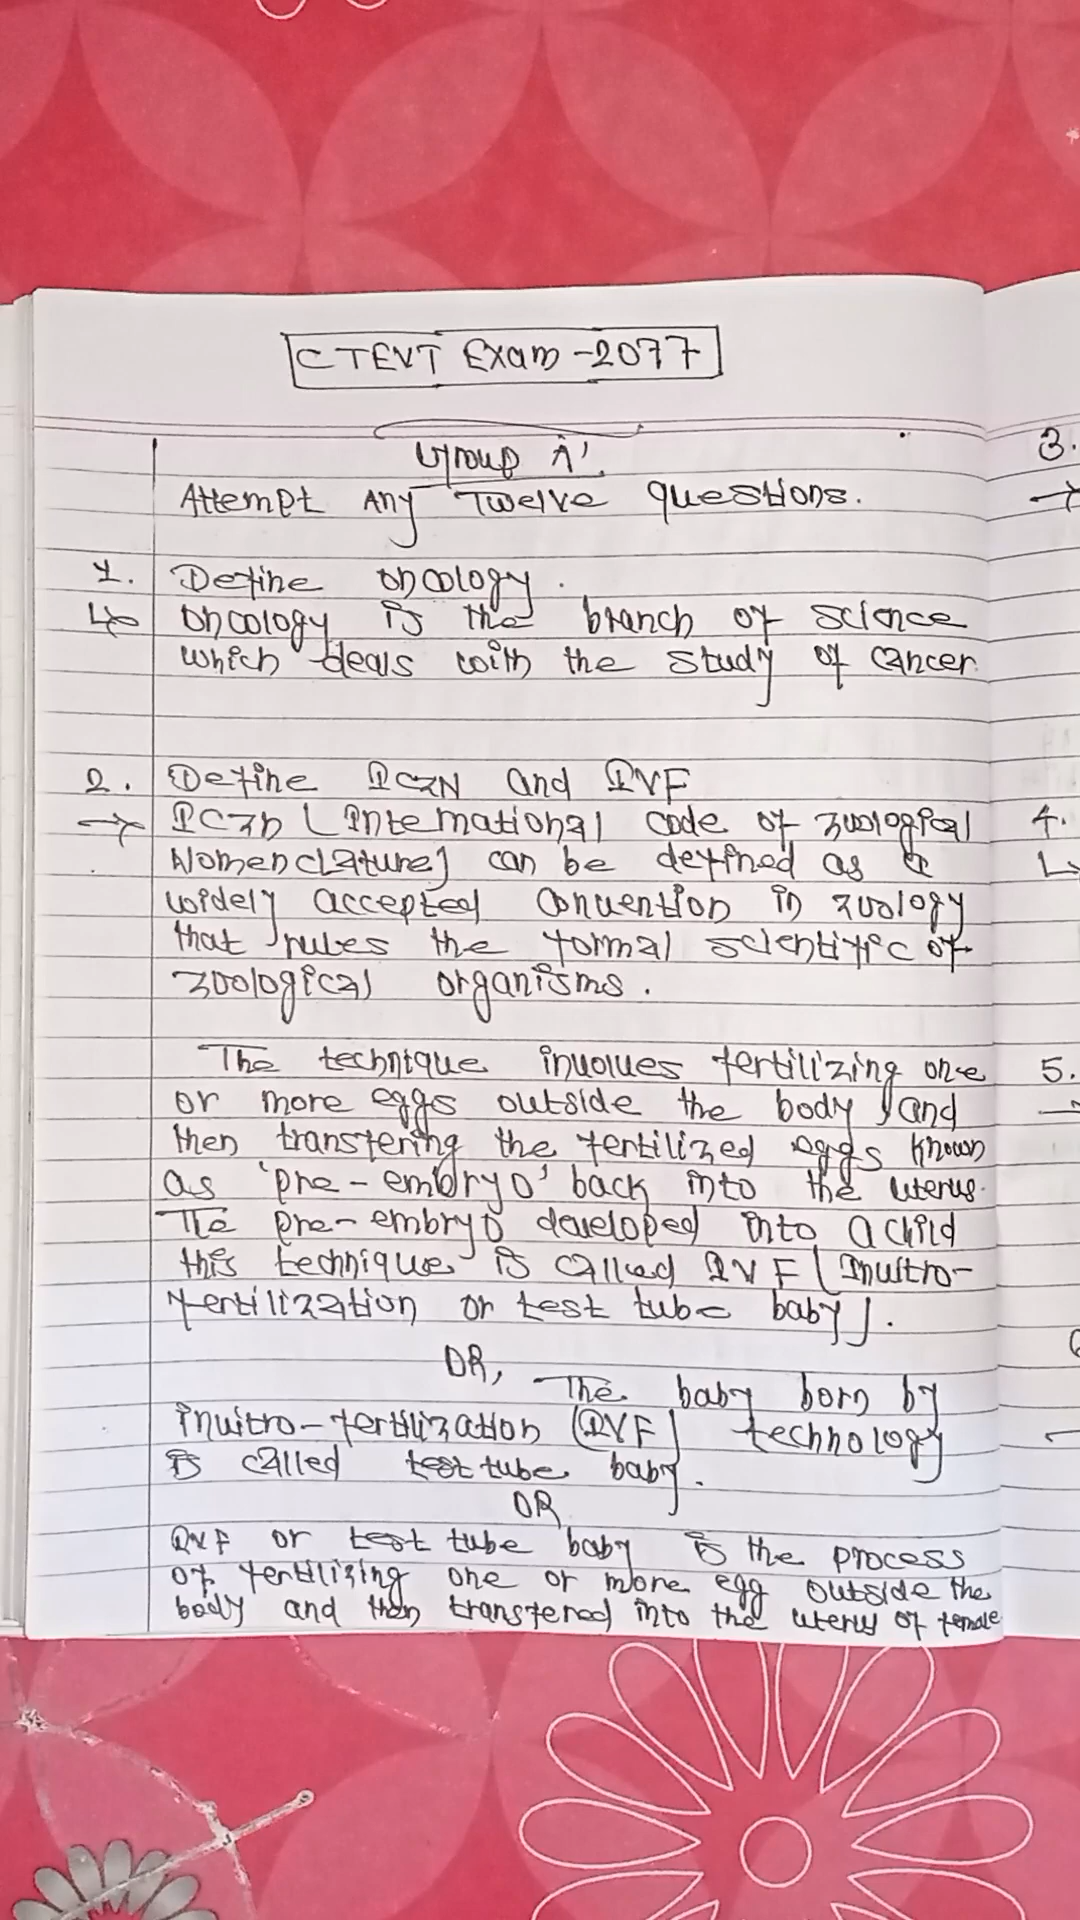 CTEVT Exam-2077
Group 'A'.
Attempt Any Twelve questions.
1. Define oncology.
oncology is the branch of science
which deals with the study of cancer
2. Define ICZN and IVF
→ ICZN (International code of zoological
Nomenclature) can be defined as a
widely accepted convention in zoology
that rules the formal scientific of
zoological organisms.
The technique involves fertilizing one
or more eggs outside the body and
then transfering the fertilized eggs known
as 'pre-embryo' back into the uterus.
The pre-embryo developed into a child
this technique is called IVF (Invitro-
fertilization or test tube baby).
OR, The baby born by
invitro-fertilization (IVF) technology
is called test tube baby.
OR
IVF or test tube baby is the process
of fertilizing one or more egg outside the
body and then transfered into the uterus of female
3.
→
4.
5.